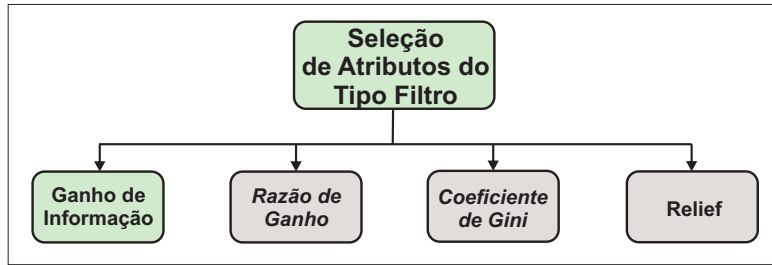 Seleção
de Atributos do
Tipo Filtro
Ganho de
Informação
Razão de
Ganho
Coeficiente
de Gini
Relief